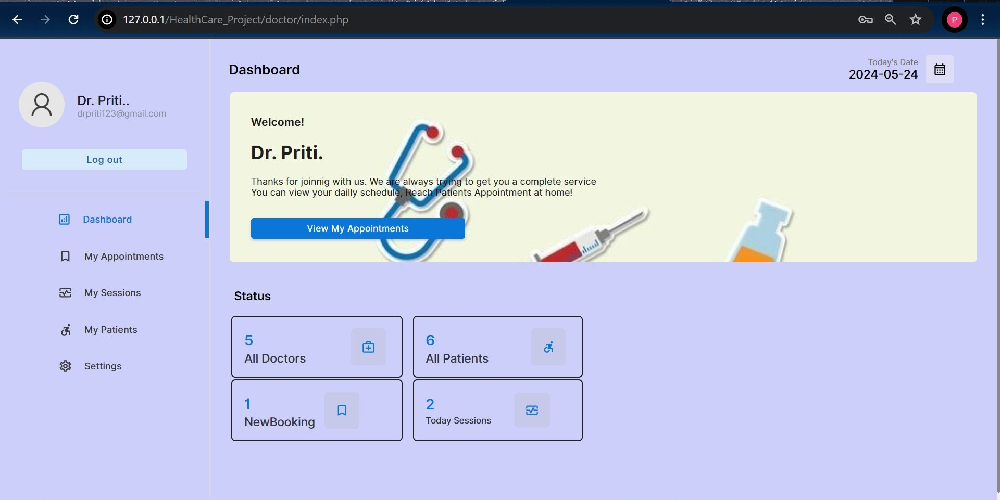 127.0.0.1/HealthCare_Project/doctor/index.php
P
Dr. Priti..
drpriti123@gmail.com
Log out
Dashboard
My Appointments
My Sessions
My Patients
Settings
Dashboard
Today's Date
2024-05-24
Welcome!
Dr. Priti.
Thanks for joinnig with us. We are always trying to get you a complete service
You can view your dailly schedule, Reach Patients Appointment at home!
View My Appointments
Status
5
All Doctors
6
All Patients
1
NewBooking
2
Today Sessions